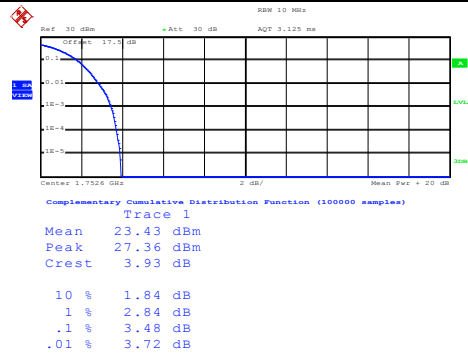 RBW 10 MHz
Ref 30 dBm * Att 30 dB AQT 3.125 ms
Offset 17.5 dB
0.1
A
0.01
1 SA
VIEW
1E-3
LVL
1E-4
1E-5
3DB
Center 1.7526 GHz 2 dB/ Mean Pwr + 20 dB
Complementary Cumulative Distribution Function (100000 samples)
Trace 1
Mean 23.43 dBm
Peak 27.36 dBm
Crest 3.93 dB
10 % 1.84 dB
1 % 2.84 dB
.1 % 3.48 dB
.01 % 3.72 dB